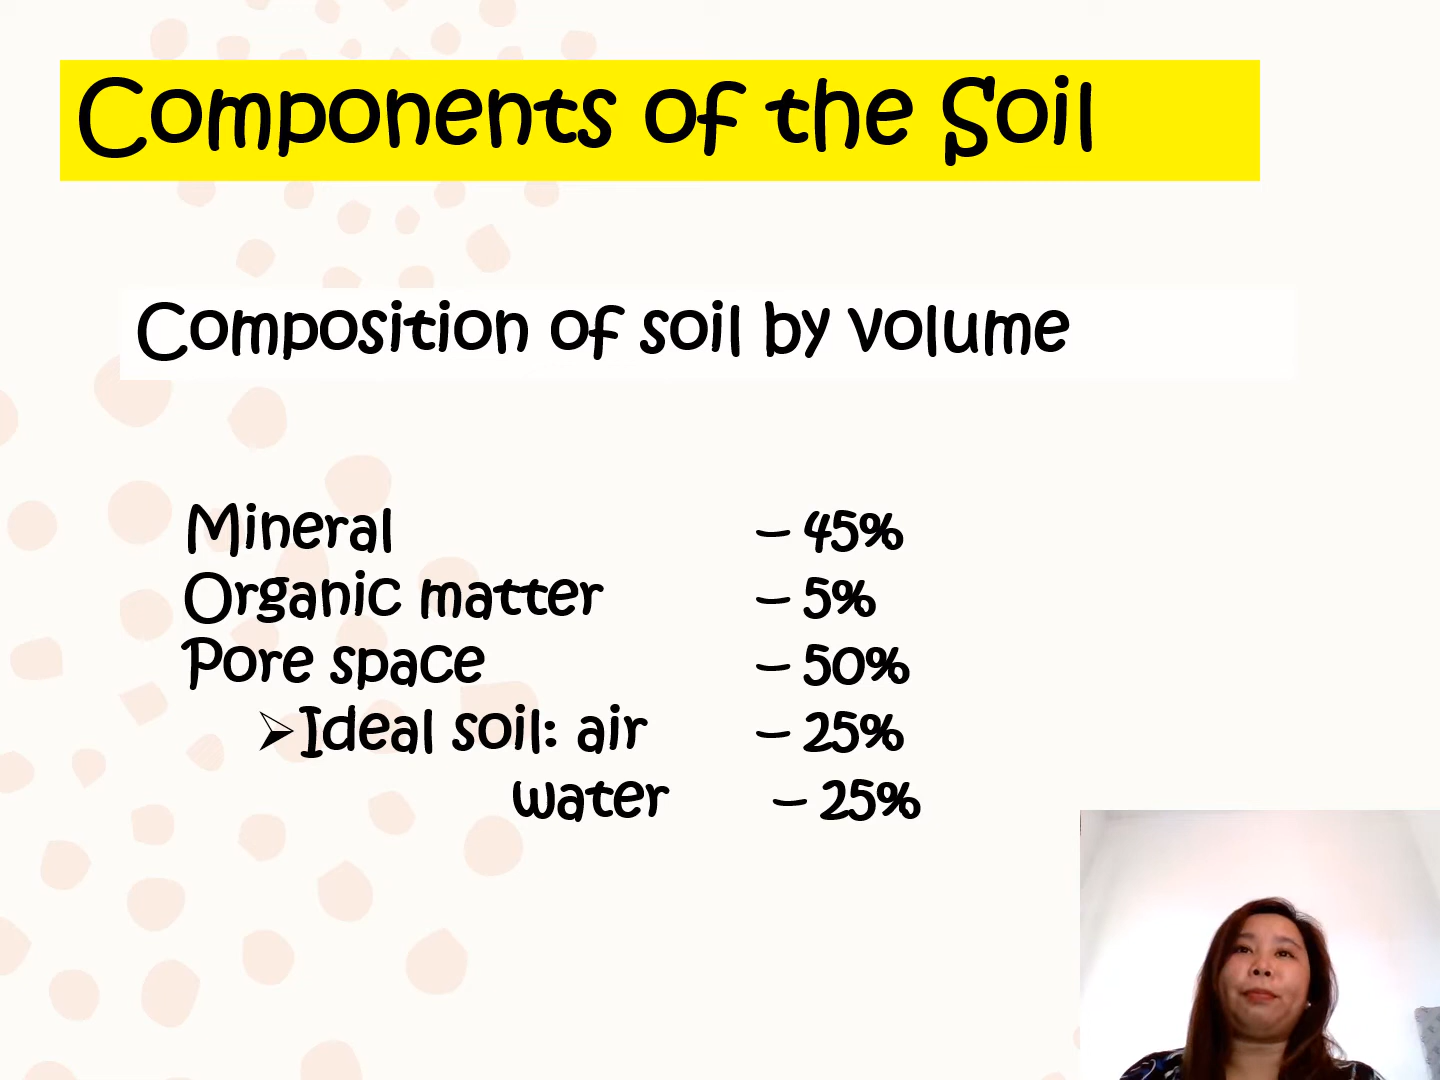 Components of the Soil
Composition of soil by volume
Mineral – 45%
Organic matter – 5%
Pore space – 50%
➢Ideal soil: air – 25%
water – 25%